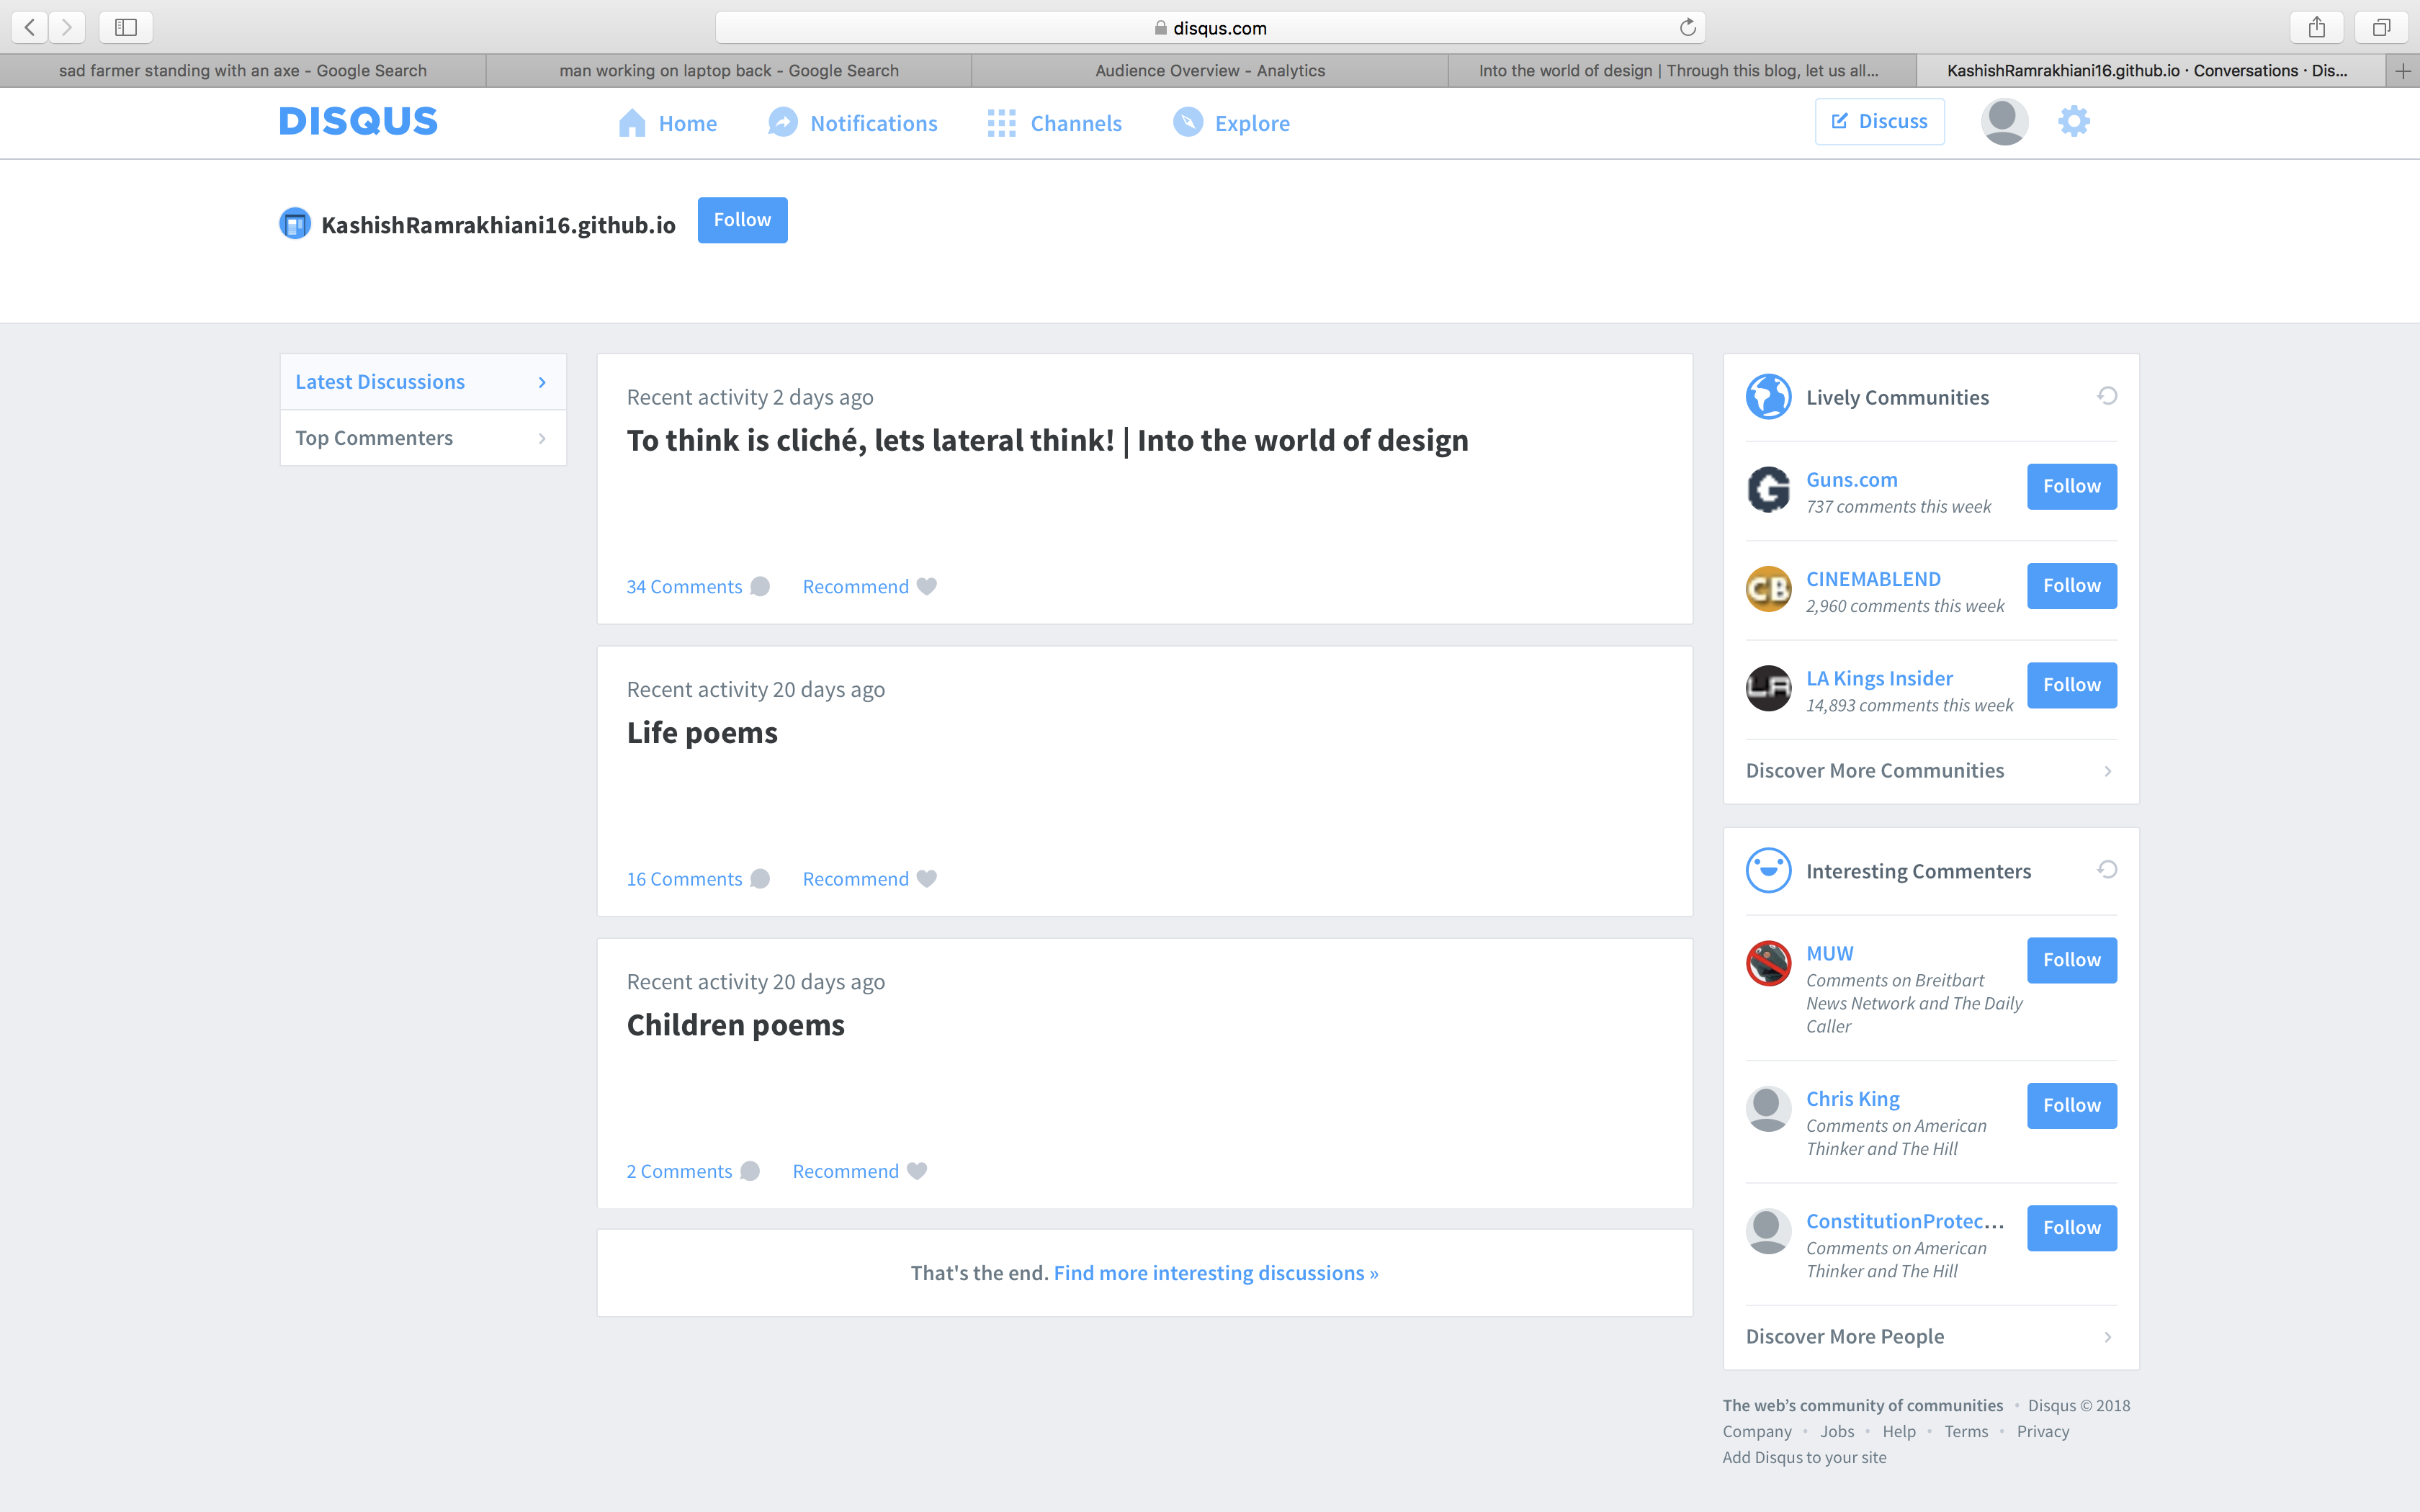 disqus.com
sad farmer standing with an axe - Google Search
man working on laptop back - Google Search
Audience Overview - Analytics
Into the world of design | Through this blog, let us all...
KashishRamrakhiani16.github.io · Conversations · Dis...
DISQUS
Home
Notifications
Channels
Explore
Discuss
KashishRamrakhiani16.github.io
Follow
Latest Discussions
Top Commenters
Recent activity 2 days ago
To think is cliché, lets lateral think! | Into the world of design
34 Comments
Recommend
Recent activity 20 days ago
Life poems
16 Comments
Recommend
Recent activity 20 days ago
Children poems
2 Comments
Recommend
That's the end. Find more interesting discussions »
Lively Communities
G
Guns.com
737 comments this week
Follow
CB
CINEMABLEND
2,960 comments this week
Follow
LA
LA Kings Insider
14,893 comments this week
Follow
Discover More Communities
Interesting Commenters
MUW
Comments on Breitbart
News Network and The Daily
Caller
Follow
Chris King
Comments on American
Thinker and The Hill
Follow
ConstitutionProtec...
Comments on American
Thinker and The Hill
Follow
Discover More People
The web's community of communities • Disqus © 2018
Company • Jobs • Help • Terms • Privacy
Add Disqus to your site